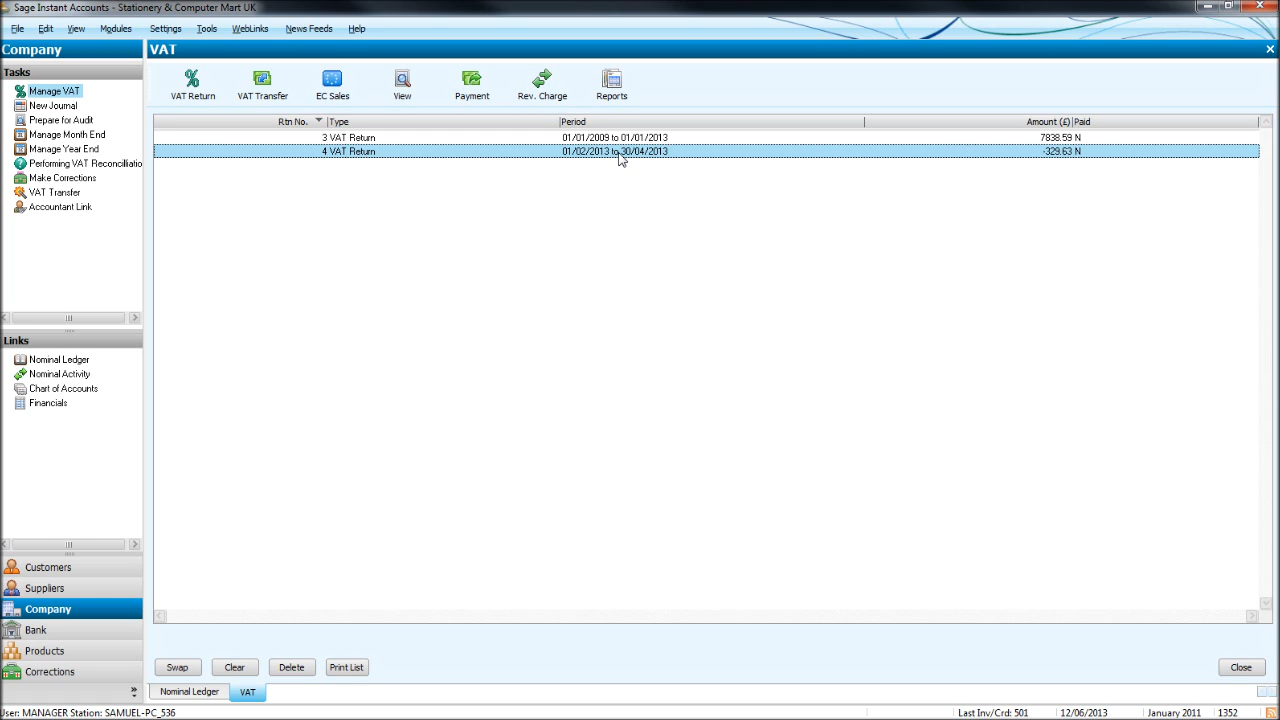 Sage Instant Accounts - Stationery & Computer Mart UK
File Edit View Modules Settings Tools WebLinks News Feeds Help
Company
VAT
Tasks
Manage VAT
New Journal
Prepare for Audit
Manage Month End
Manage Year End
Performing VAT Reconciliatio
Make Corrections
VAT Transfer
Accountant Link
VAT Return VAT Transfer EC Sales View Payment Rev. Charge Reports
Rtn No. Type Period Amount (£) Paid
3 VAT Return 01/01/2009 to 01/01/2013 7838.59 N
4 VAT Return 01/02/2013 to 30/04/2013 -329.63 N
Links
Nominal Ledger
Nominal Activity
Chart of Accounts
Financials
Customers
Suppliers
Company
Bank
Products
Corrections
Swap Clear Delete Print List Close
Nominal Ledger VAT
User: MANAGER Station: SAMUEL-PC_536 Last Inv/Crd: 501 12/06/2013 January 2011 1352